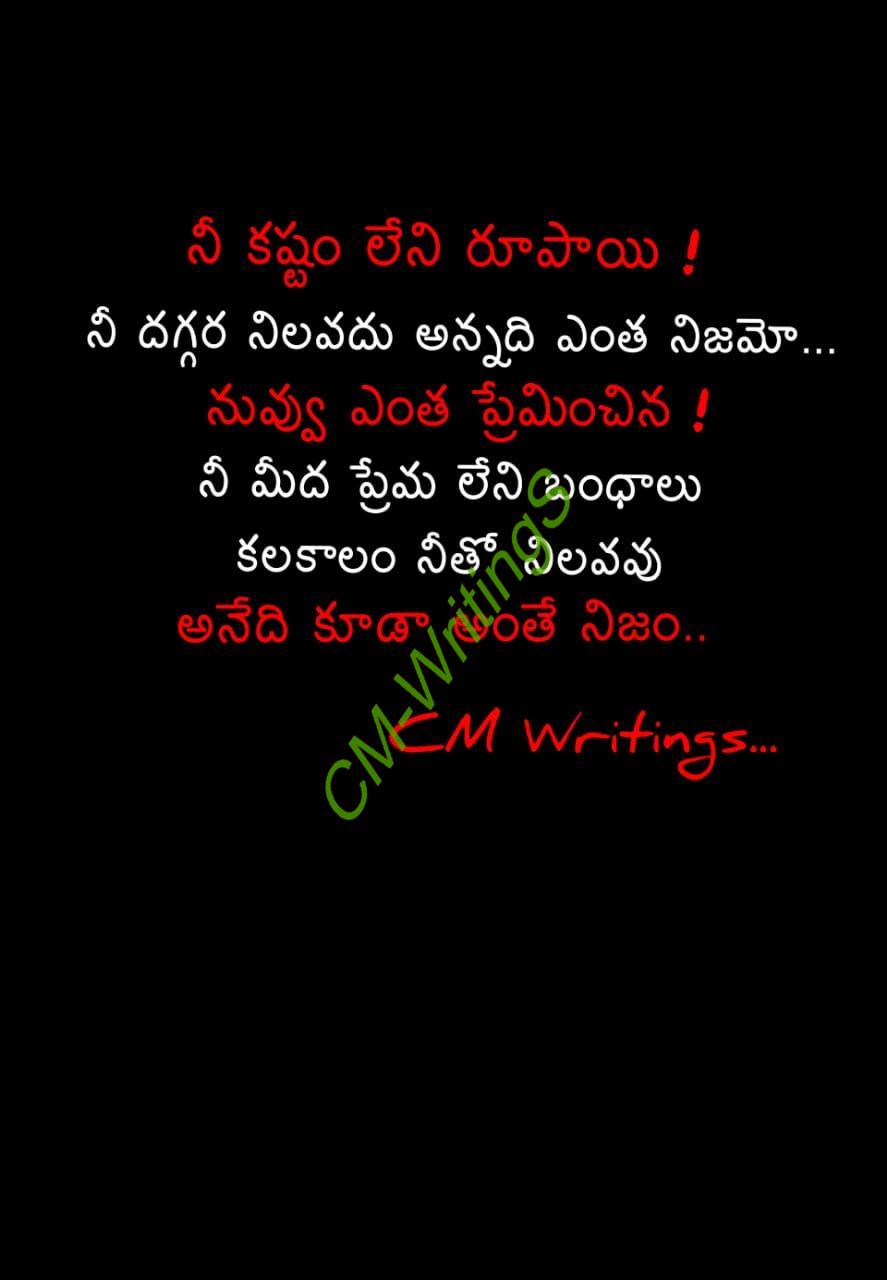 నీ కష్టం లేని రూపాయి !
నీ దగ్గర నిలవదు అన్నది ఎంత నిజమో...
నువ్వు ఎంత ప్రేమించిన !
నీ మీద ప్రేమ లేని బంధాలు
కలకాలం నీతో నిలవవు
అనేది కూడా అంతే నిజం..
CM Writings...
CM-Writings